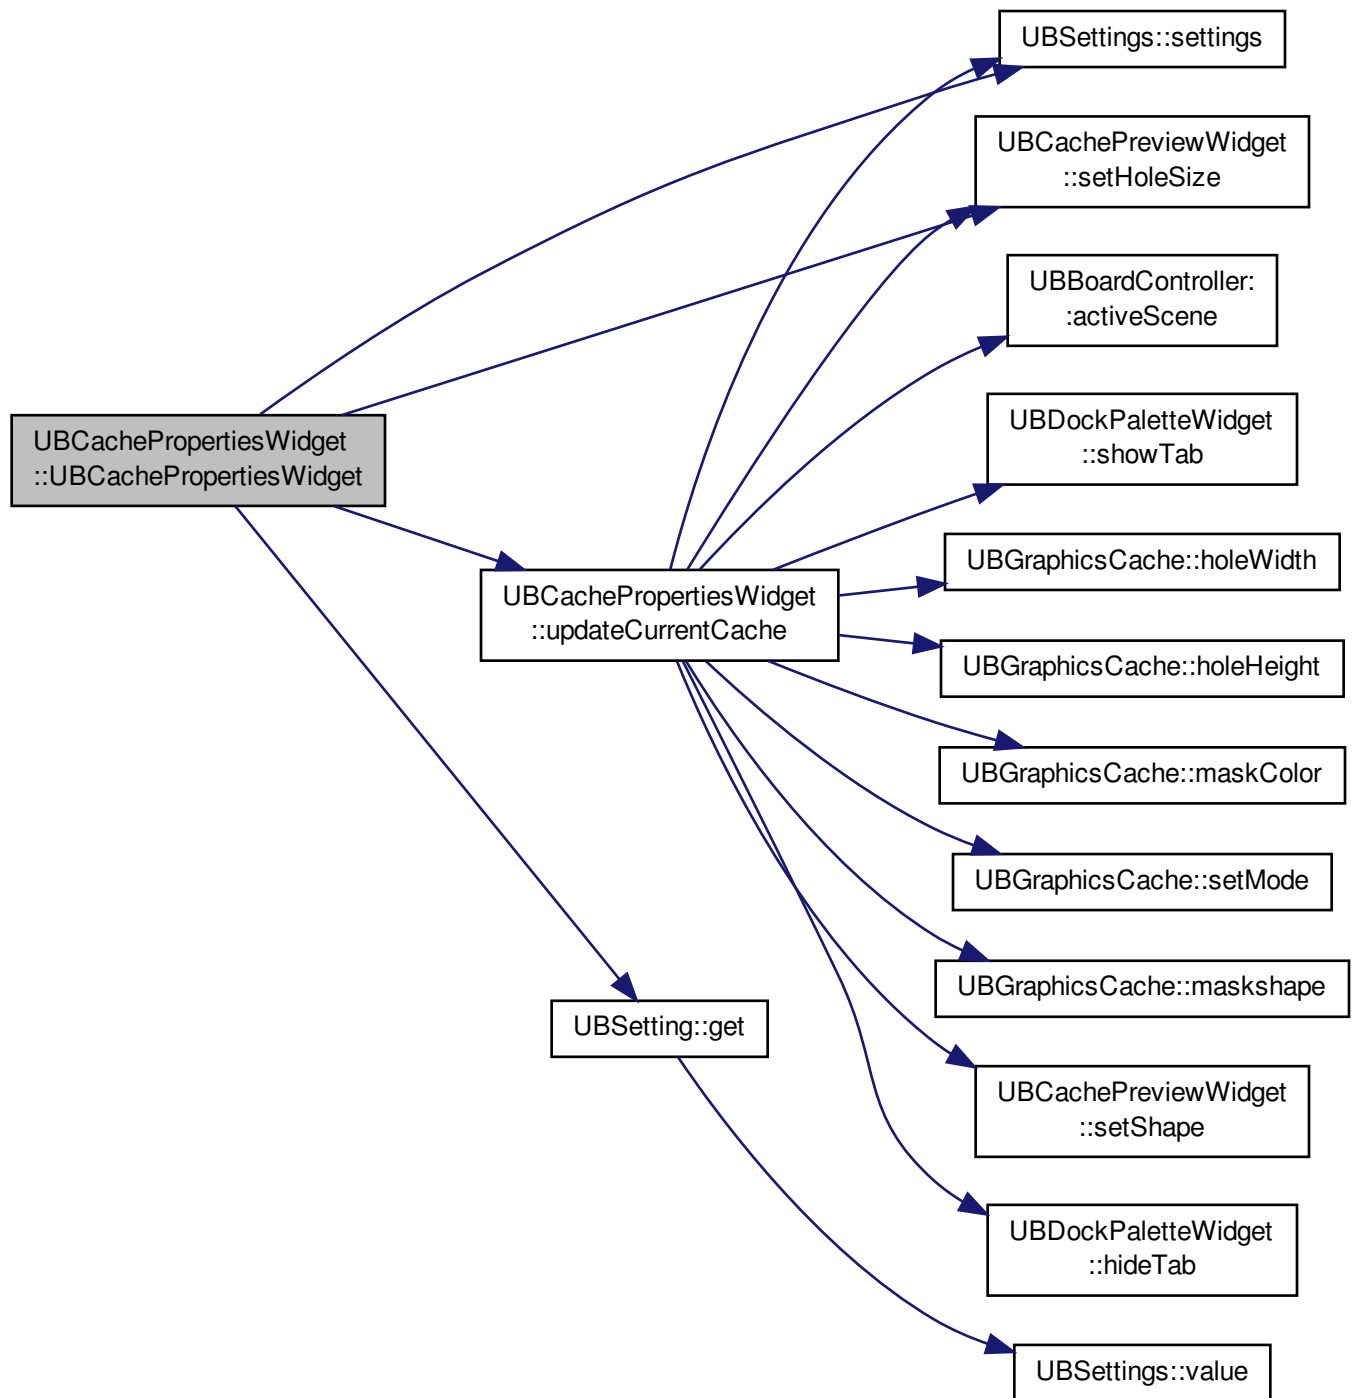 UBSettings::settings
UBCachePreviewWidget
::setHoleSize
UBBoardController:
:activeScene
UBDockPaletteWidget
::showTab
UBCachePropertiesWidget
::UBCachePropertiesWidget
UBGraphicsCache::holeWidth
UBCachePropertiesWidget
::updateCurrentCache
UBGraphicsCache::holeHeight
UBGraphicsCache::maskColor
UBGraphicsCache::setMode
UBGraphicsCache::maskshape
UBSetting::get
UBCachePreviewWidget
::setShape
UBDockPaletteWidget
::hideTab
UBSettings::value